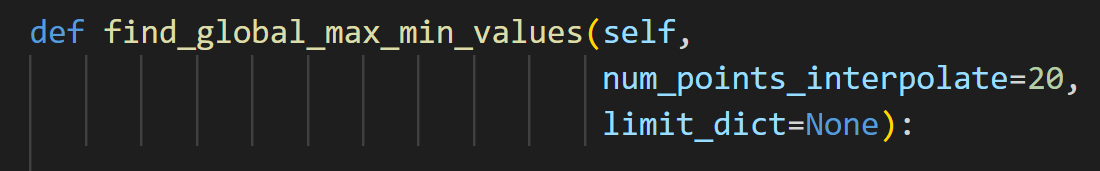 def find_global_max_min_values(self,
num_points_interpolate=20,
limit_dict=None):